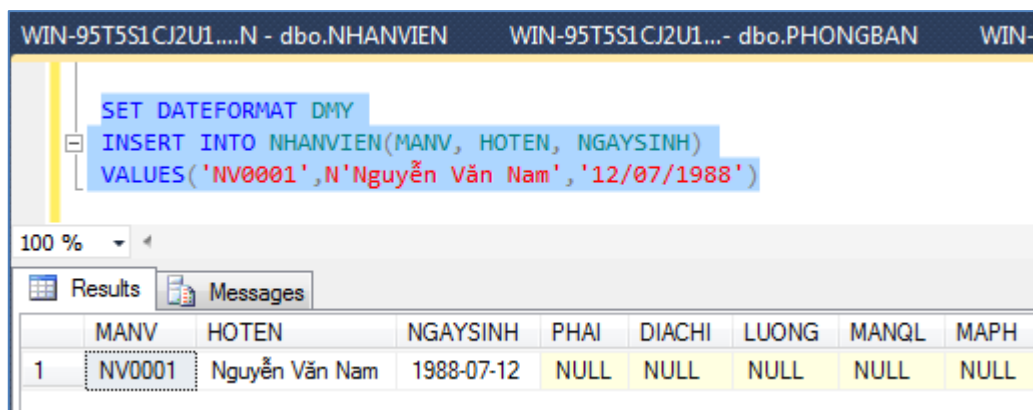 WIN-95T5S1CJ2U1....N - dbo.NHANVIEN WIN-95T5S1CJ2U1...- dbo.PHONGBAN WIN-
SET DATEFORMAT DMY
INSERT INTO NHANVIEN(MANV, HOTEN, NGAYSINH)
VALUES('NV0001',N'Nguyễn Văn Nam','12/07/1988')
100 %
Results Messages
MANV HOTEN NGAYSINH PHAI DIACHI LUONG MANQL MAPH
1 NV0001 Nguyễn Văn Nam 1988-07-12 NULL NULL NULL NULL NULL